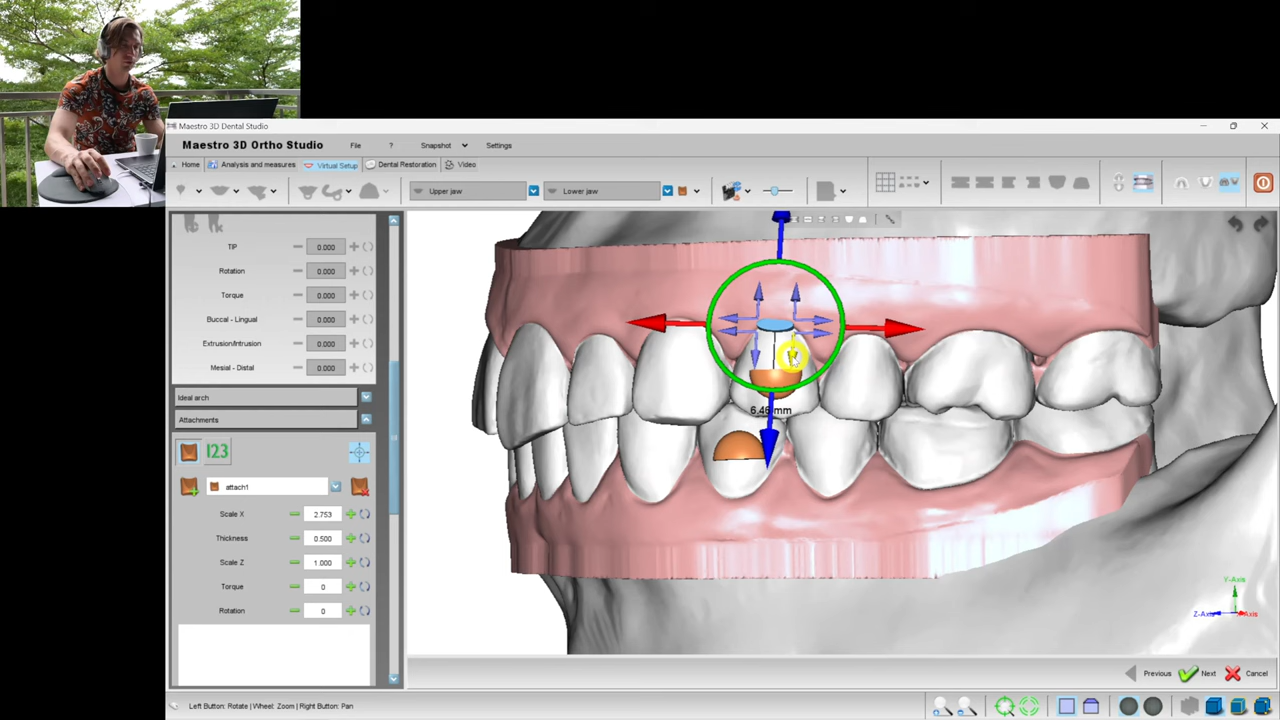 Maestro 3D Dental Studio
Maestro 3D Ortho Studio File ? Snapshot Settings
Home Analysis and measures Virtual Setup Dental Restoration Video
Upper jaw Lower jaw
TIP 0.000
Rotation 0.000
Torque 0.000
Buccal - Lingual 0.000
Extrusion/Intrusion 0.000
Mesial - Distal 0.000
Ideal arch
Attachments
123
attach1
Scale X 2.753
Thickness 0.500
Scale Z 1.000
Torque 0
Rotation 0
6.46 mm
Y-Axis
Z-Axis
Previous Next Cancel
Left Button: Rotate | Wheel: Zoom | Right Button: Pan